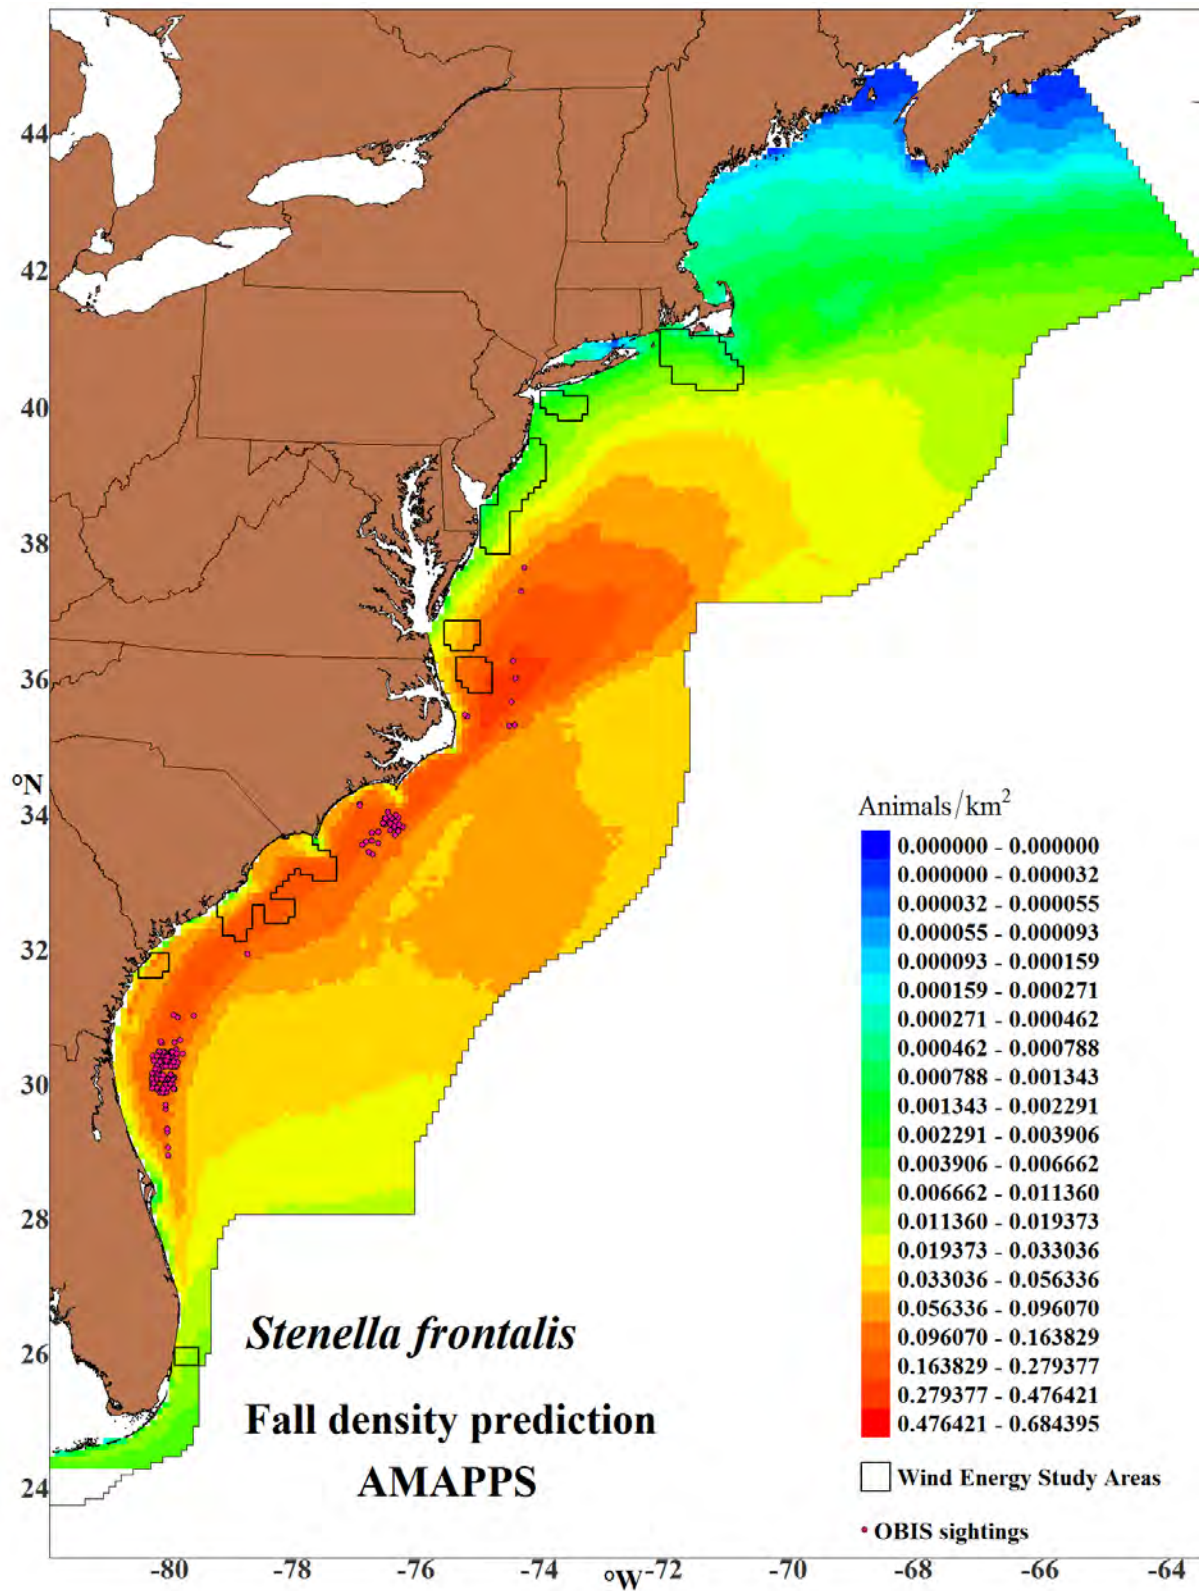 44
42
40
38
36
°N
34
32
30
28
26
24
Animals/km²
0.000000 - 0.000000
0.000000 - 0.000032
0.000032 - 0.000055
0.000055 - 0.000093
0.000093 - 0.000159
0.000159 - 0.000271
0.000271 - 0.000462
0.000462 - 0.000788
0.000788 - 0.001343
0.001343 - 0.002291
0.002291 - 0.003906
0.003906 - 0.006662
0.006662 - 0.011360
0.011360 - 0.019373
0.019373 - 0.033036
0.033036 - 0.056336
0.056336 - 0.096070
0.096070 - 0.163829
0.163829 - 0.279377
0.279377 - 0.476421
0.476421 - 0.684395
Wind Energy Study Areas
OBIS sightings
Stenella frontalis
Fall density prediction
AMAPPS
-80 -78 -76 -74 °W -72 -70 -68 -66 -64